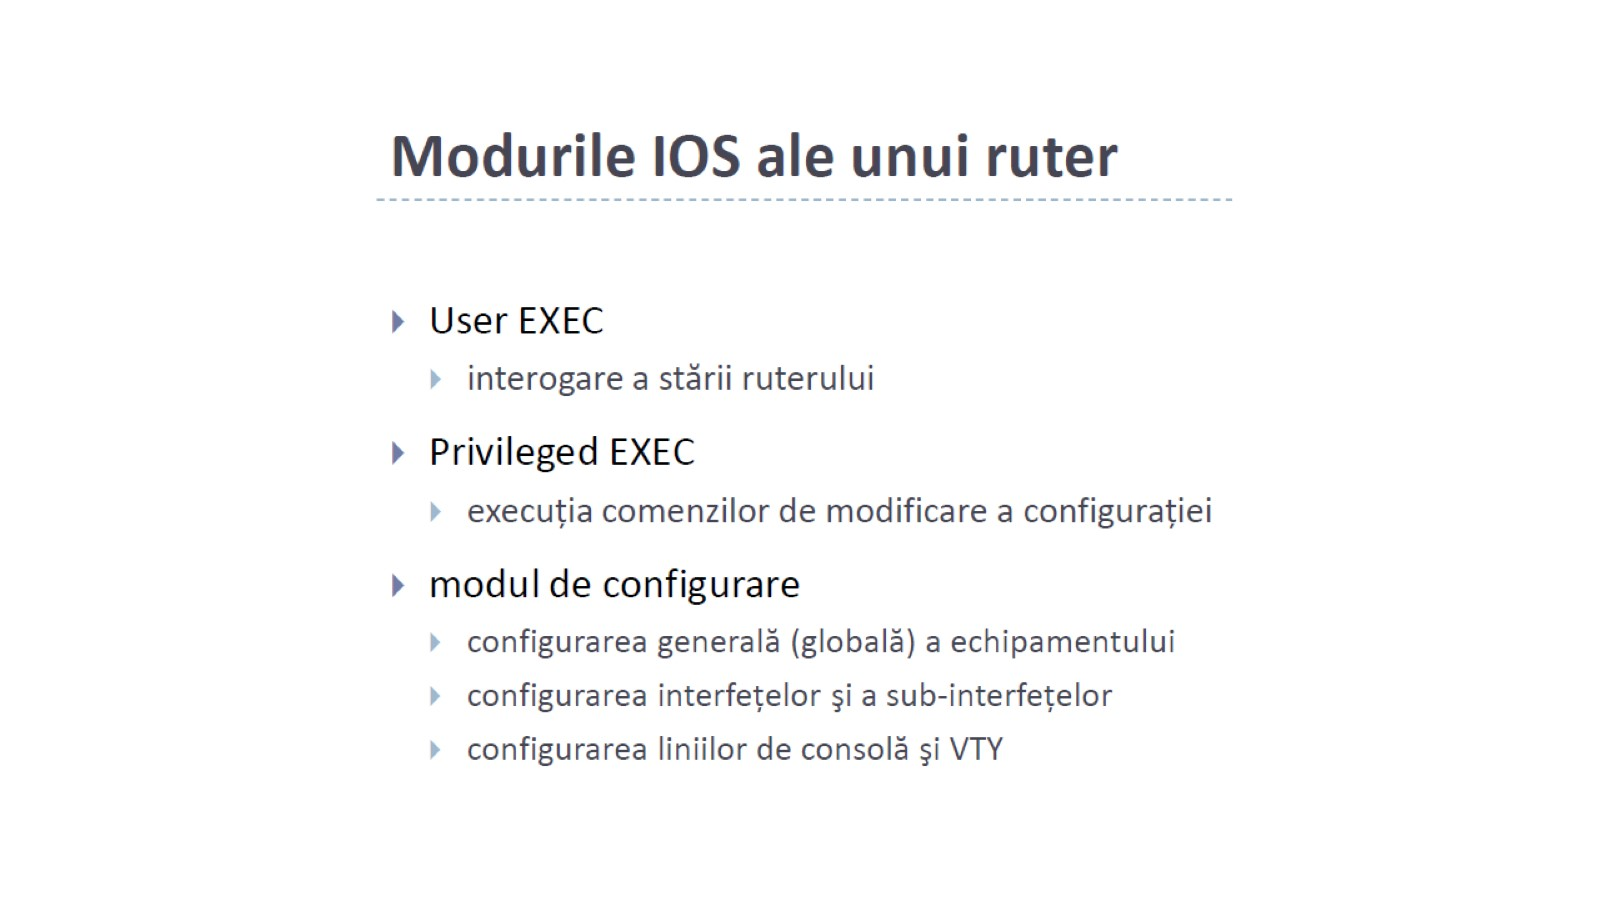 Modurile IOS ale unui ruter
User EXEC
interogare a stării ruterului
Privileged EXEC
execuția comenzilor de modificare a configurației
modul de configurare
configurarea generală (globală) a echipamentului
configurarea interfețelor şi a sub-interfețelor
configurarea liniilor de consolă şi VTY